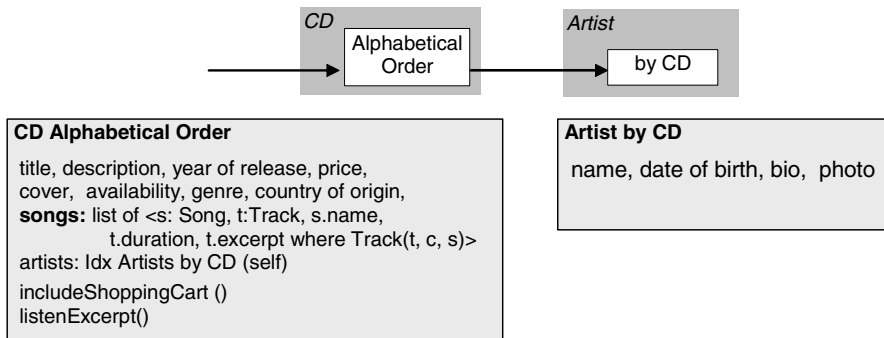 CD
Alphabetical
Order
Artist
by CD
CD Alphabetical Order
title, description, year of release, price,
cover, availability, genre, country of origin,
songs: list of <s: Song, t:Track, s.name,
t.duration, t.excerpt where Track(t, c, s)>
artists: Idx Artists by CD (self)
includeShoppingCart ()
listenExcerpt()
Artist by CD
name, date of birth, bio, photo